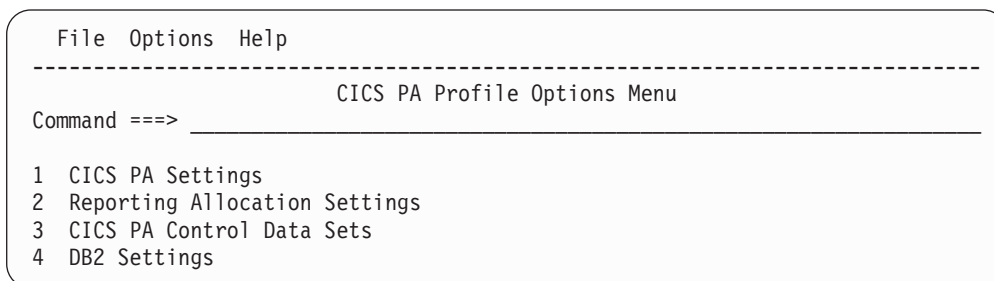 File Options Help
--------------------------------------------------------------------------------
CICS PA Profile Options Menu
Command ===> __________________________________________________________________
1 CICS PA Settings
2 Reporting Allocation Settings
3 CICS PA Control Data Sets
4 DB2 Settings